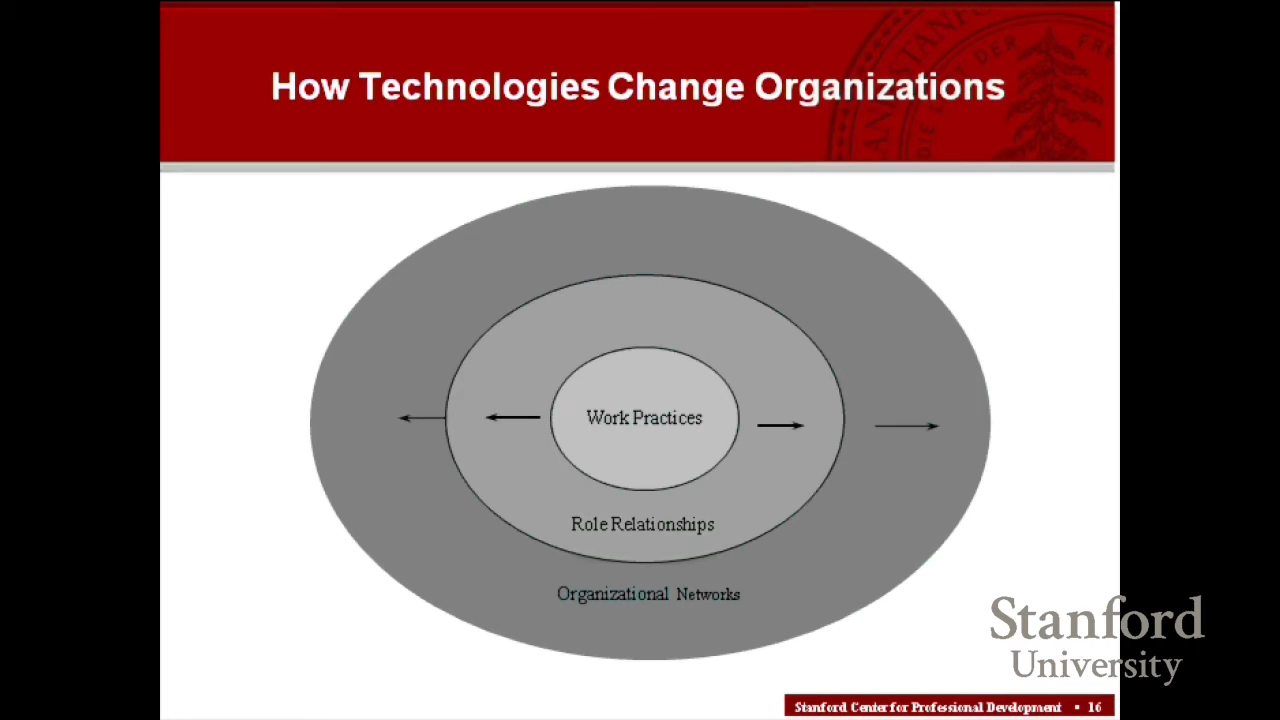 How Technologies Change Organizations
Work Practices
Role Relationships
Organizational Networks
Stanford
University
Stanford Center for Professional Development • 16